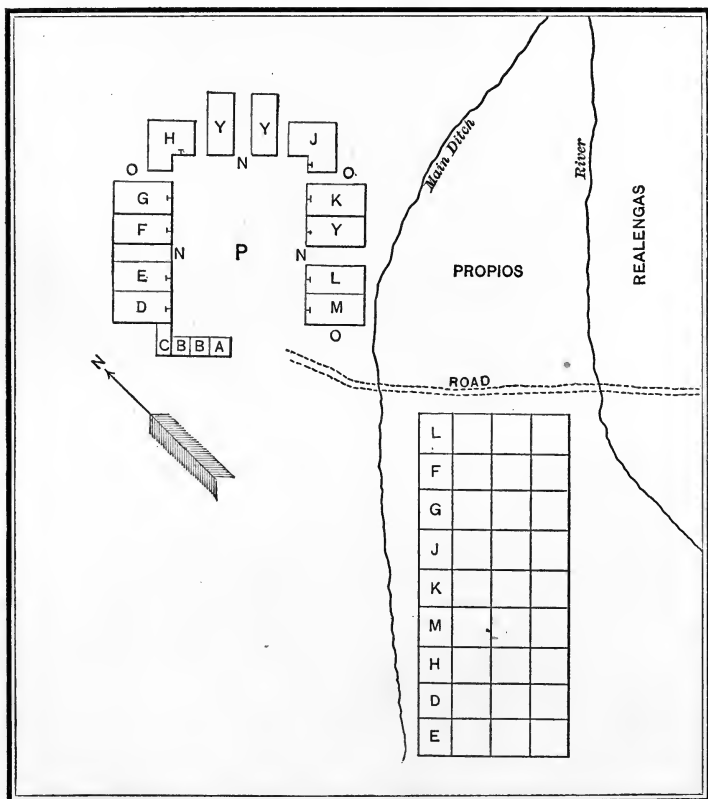 H Y Y J
N
O O
G K
F Y
N P N
E L
D M
O
C B B A
N
Main Ditch
River
REALENGAS
PROPIOS
ROAD
L
F
G
J
K
M
H
D
E